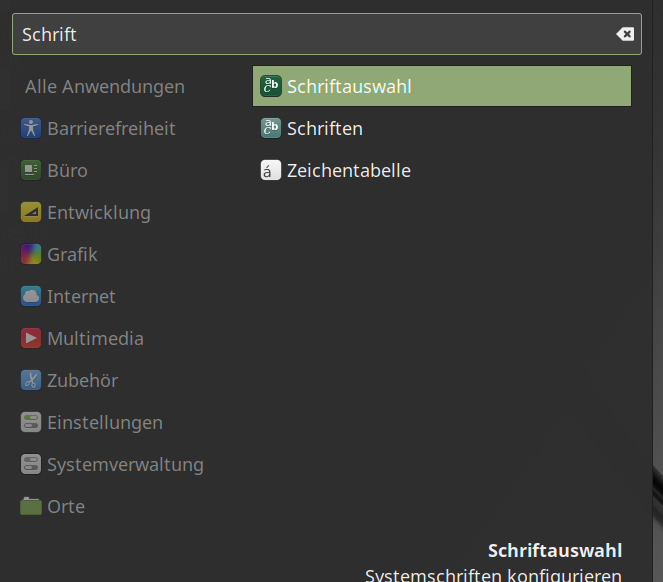 Schrift
Alle Anwendungen
Barrierefreiheit
Büro
Entwicklung
Grafik
Internet
Multimedia
Zubehör
Einstellungen
Systemverwaltung
Orte
Schriftauswahl
Schriften
Zeichentabelle
Schriftauswahl
Systemschriften konfigurieren